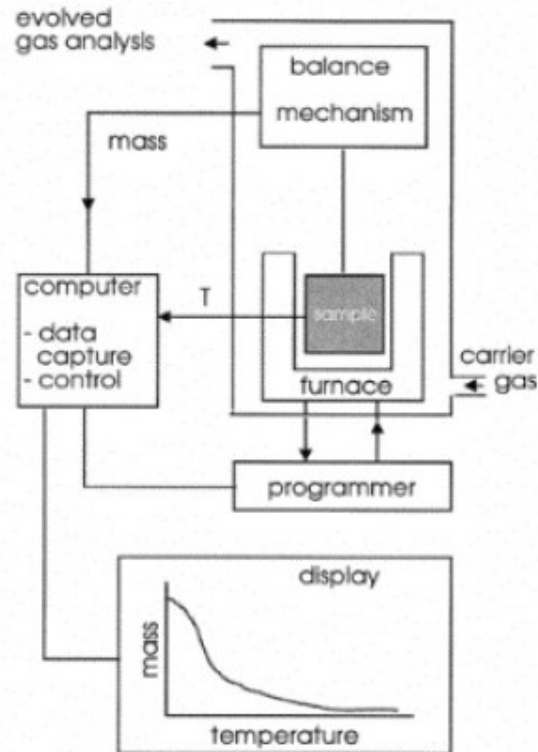 evolved
gas analysis
balance
mechanism
mass
computer
- data
capture
- control
T
sample
furnace
carrier
gas
programmer
display
mass
temperature